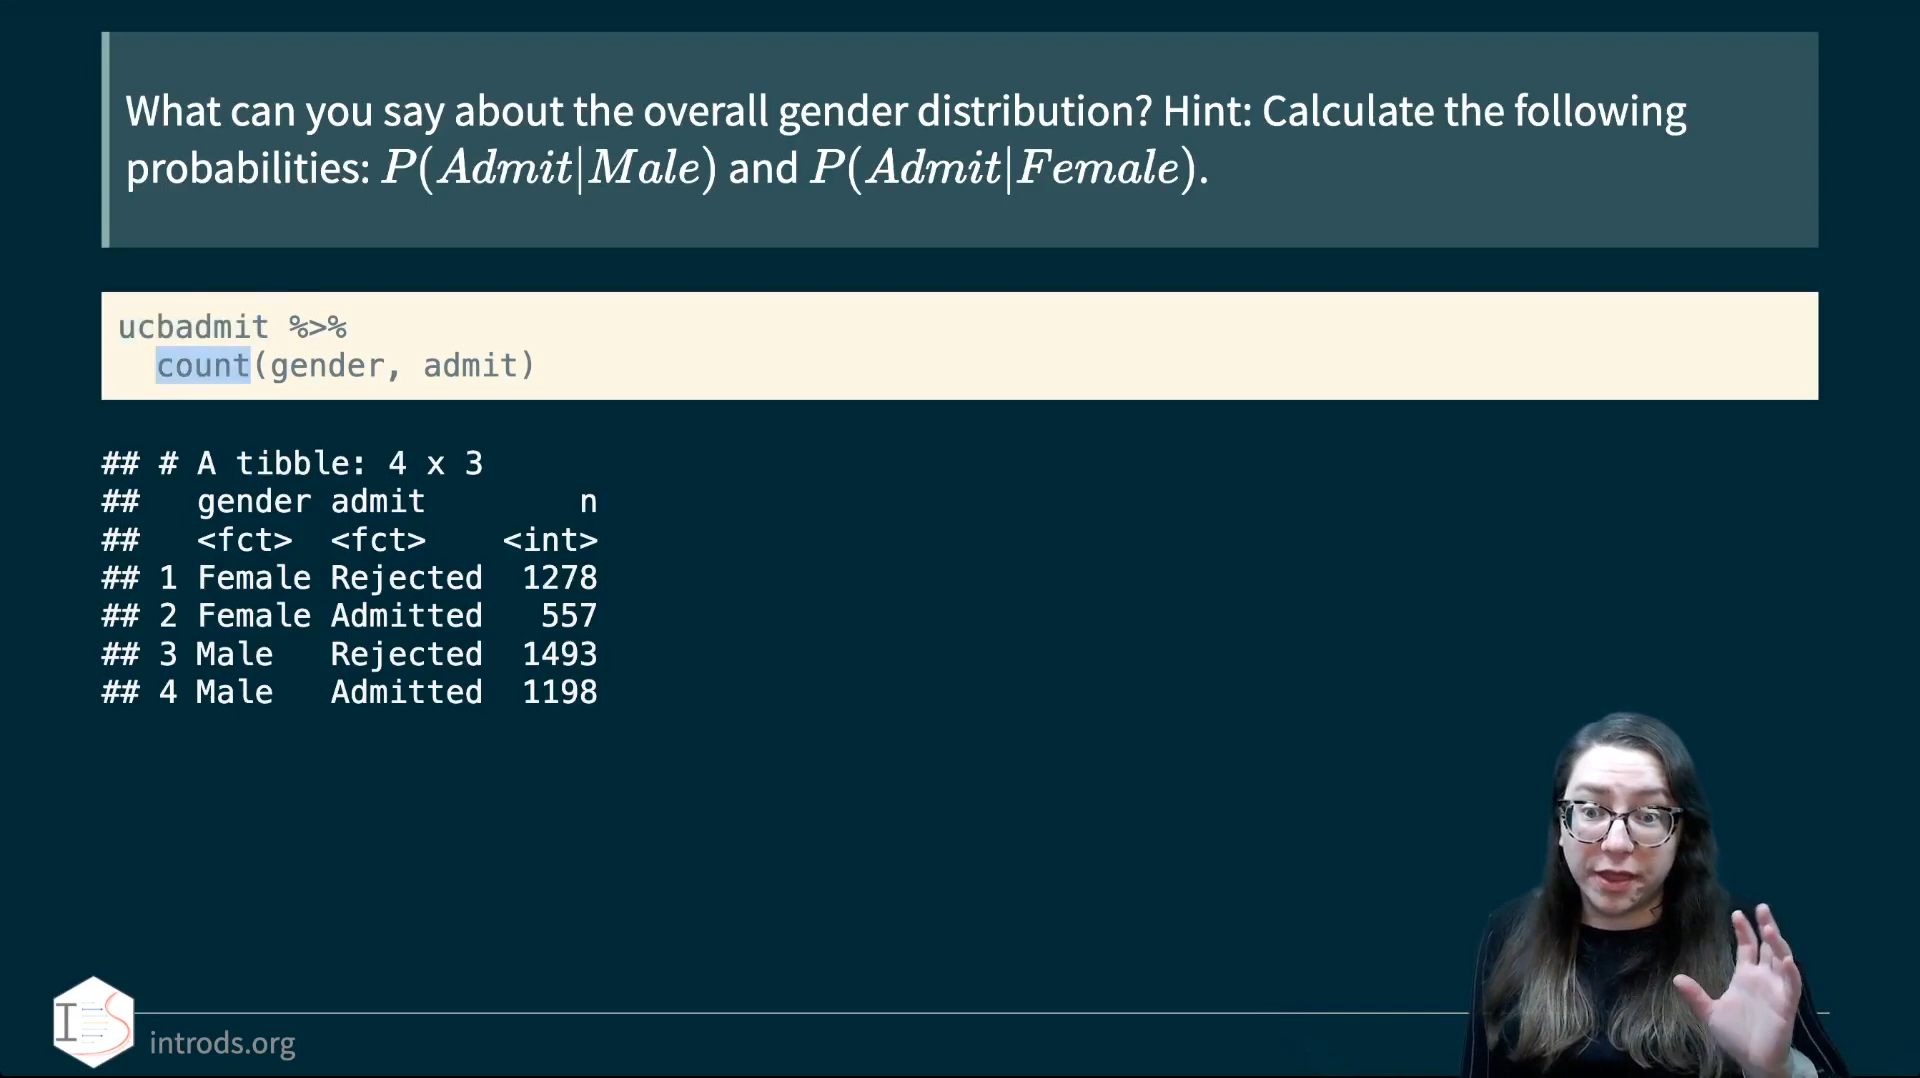 What can you say about the overall gender distribution? Hint: Calculate the following
probabilities: P(Admit|Male) and P(Admit|Female).
ucbadmit %>%
  count(gender, admit)
## # A tibble: 4 x 3
##   gender admit        n
##   <fct>  <fct>    <int>
## 1 Female Rejected  1278
## 2 Female Admitted   557
## 3 Male   Rejected  1493
## 4 Male   Admitted  1198
IS
introds.org